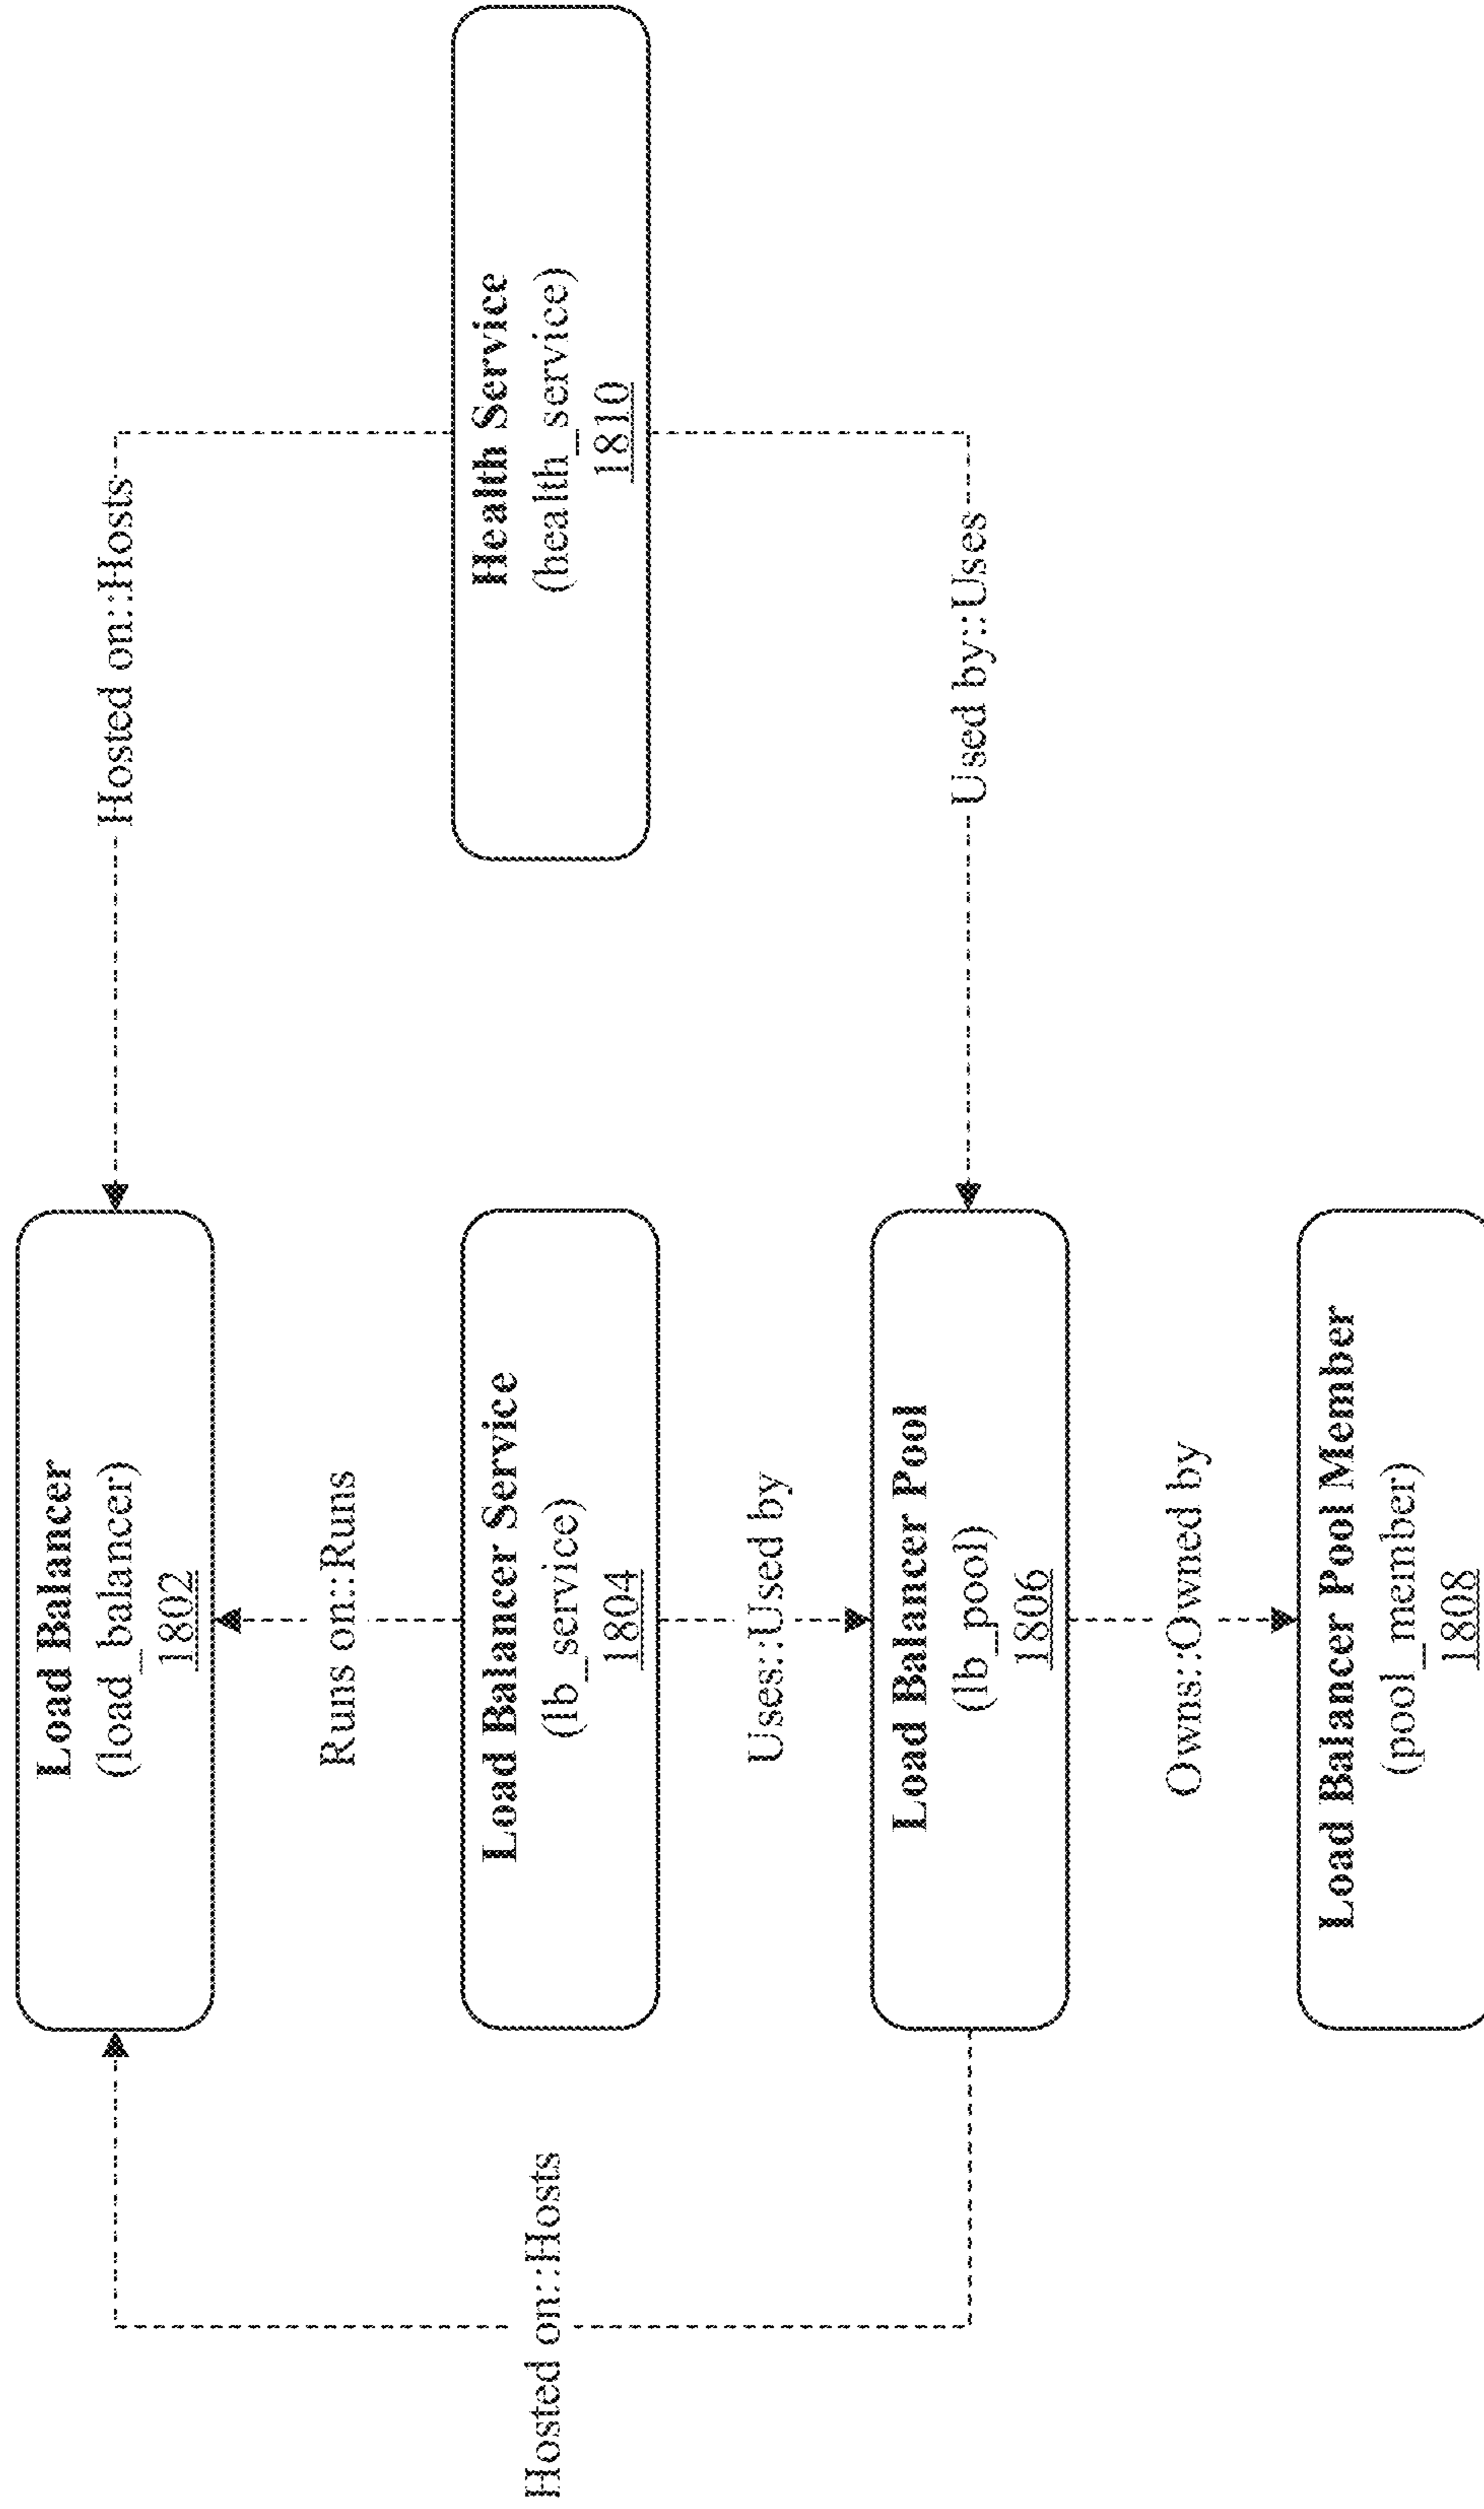 Load Balancer
(load_balancer)
1802
Hosted on::Hosts
Runs on::Runs
Load Balancer Service
(lb_service)
1804
Health Service
(health_service)
1810
Hosted on::Hosts
Uses::Used by
Load Balancer Pool
(lb_pool)
1806
Used by::Uses
Owns::Owned by
Load Balancer Pool Member
(pool_member)
1808